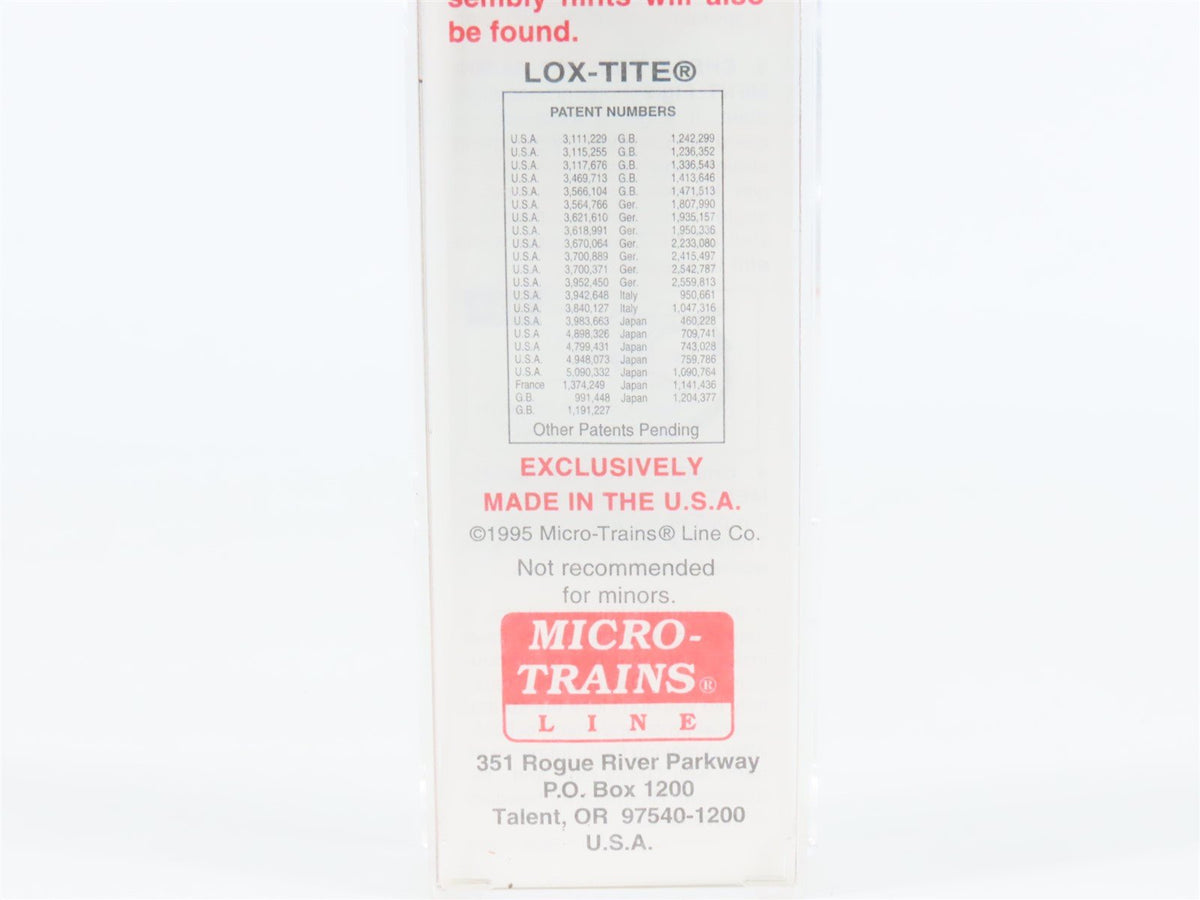 sembly hints will also
be found.
LOX-TITE®
PATENT NUMBERS
U.S.A. 3,111,229 G.B. 1,242,299
U.S.A. 3,115,255 G.B. 1,236,352
U.S.A. 3,117,676 G.B. 1,336,543
U.S.A. 3,469,713 G.B. 1,413,646
U.S.A. 3,566,104 G.B. 1,471,513
U.S.A. 3,564,766 Ger. 1,807,990
U.S.A. 3,621,610 Ger. 1,935,157
U.S.A. 3,618,991 Ger. 1,950,336
U.S.A. 3,670,064 Ger. 2,233,080
U.S.A. 3,700,889 Ger. 2,415,497
U.S.A. 3,700,371 Ger. 2,542,787
U.S.A. 3,952,450 Ger. 2,559,813
U.S.A. 3,942,648 Italy 950,661
U.S.A. 3,840,127 Italy 1,047,316
U.S.A. 3,983,663 Japan 460,228
U.S.A 4,898,326 Japan 709,741
U.S.A 4,799,431 Japan 743,028
U.S.A. 4,948,073 Japan 759,786
U.S.A. 5,090,332 Japan 1,090,764
France 1,374,249 Japan 1,141,436
G.B. 991,448 Japan 1,204,377
G.B. 1,191,227
Other Patents Pending
EXCLUSIVELY
MADE IN THE U.S.A.
©1995 Micro-Trains® Line Co.
Not recommended
for minors.
MICRO-
TRAINS®
LINE
351 Rogue River Parkway
P.O. Box 1200
Talent, OR 97540-1200
U.S.A.